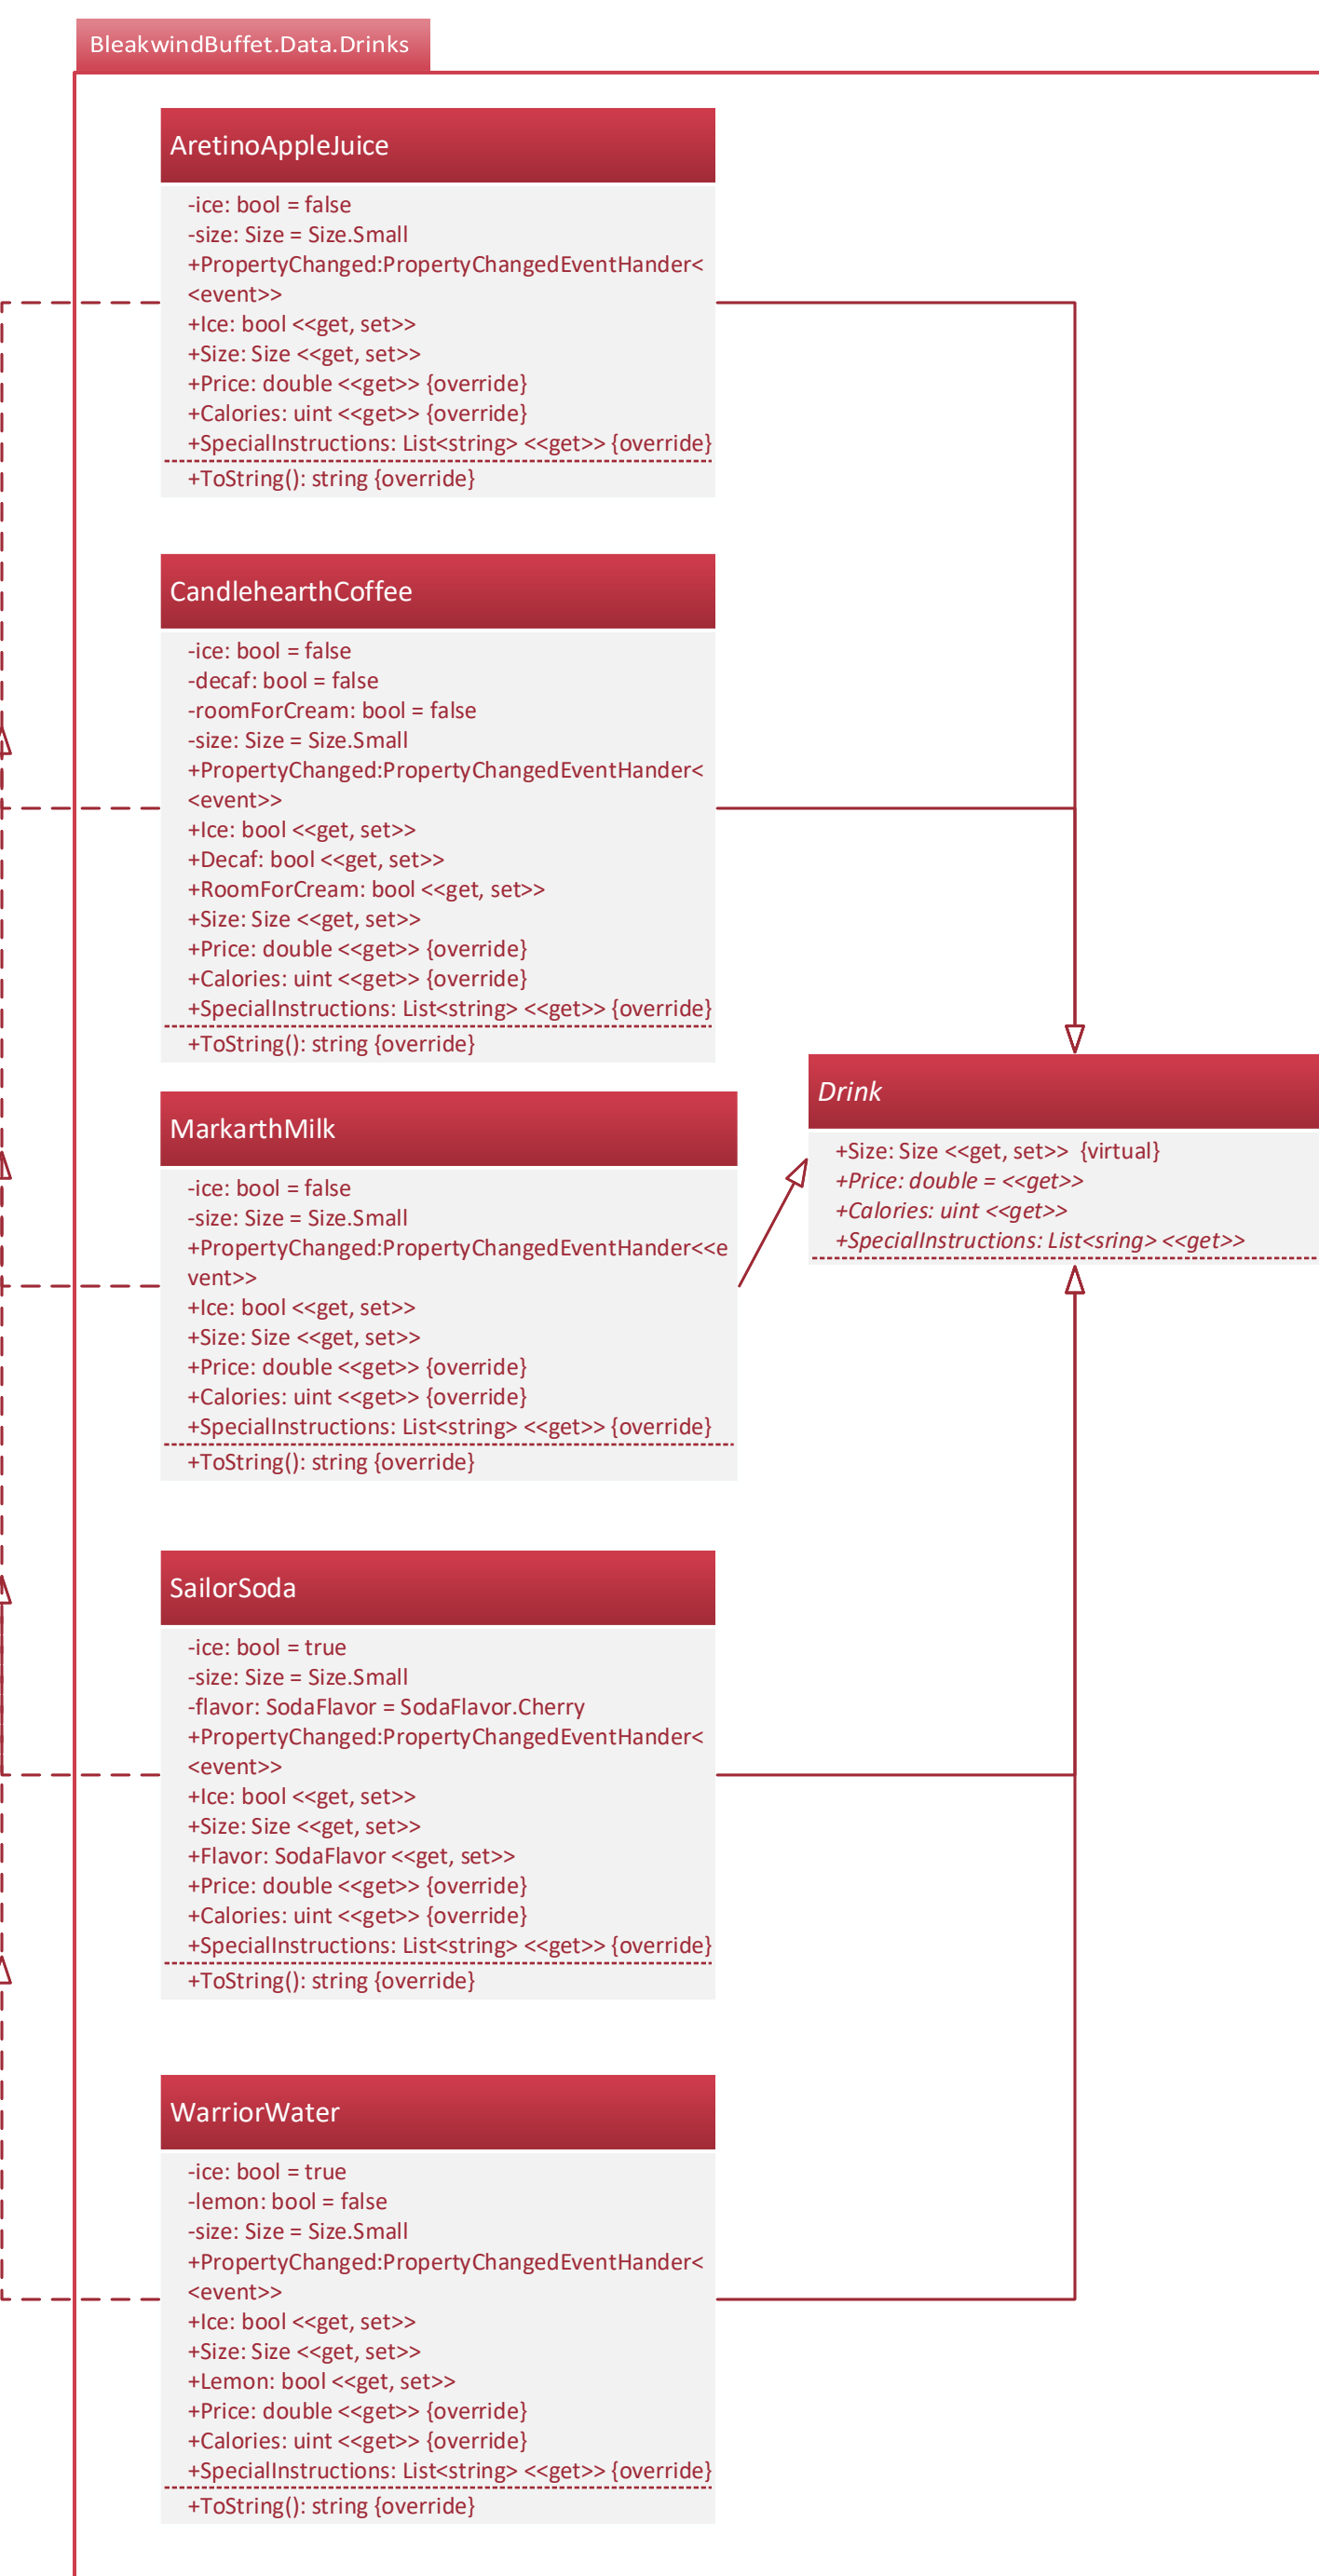 BleakwindBuffet.Data.Drinks
AretinoAppleJuice
-ice: bool = false
-size: Size = Size.Small
+PropertyChanged:PropertyChangedEventHander<
<event>>
+Ice: bool <<get, set>>
+Size: Size <<get, set>>
+Price: double <<get>> {override}
+Calories: uint <<get>> {override}
+SpecialInstructions: List<string> <<get>> {override}
+ToString(): string {override}
CandlehearthCoffee
-ice: bool = false
-decaf: bool = false
-roomForCream: bool = false
-size: Size = Size.Small
+PropertyChanged:PropertyChangedEventHander<
<event>>
+Ice: bool <<get, set>>
+Decaf: bool <<get, set>>
+RoomForCream: bool <<get, set>>
+Size: Size <<get, set>>
+Price: double <<get>> {override}
+Calories: uint <<get>> {override}
+SpecialInstructions: List<string> <<get>> {override}
+ToString(): string {override}
Drink
+Size: Size <<get, set>>  {virtual}
+Price: double = <<get>>
+Calories: uint <<get>>
+SpecialInstructions: List<sring> <<get>>
MarkarthMilk
-ice: bool = false
-size: Size = Size.Small
+PropertyChanged:PropertyChangedEventHander<<e
vent>>
+Ice: bool <<get, set>>
+Size: Size <<get, set>>
+Price: double <<get>> {override}
+Calories: uint <<get>> {override}
+SpecialInstructions: List<string> <<get>> {override}
+ToString(): string {override}
SailorSoda
-ice: bool = true
-size: Size = Size.Small
-flavor: SodaFlavor = SodaFlavor.Cherry
+PropertyChanged:PropertyChangedEventHander<
<event>>
+Ice: bool <<get, set>>
+Size: Size <<get, set>>
+Flavor: SodaFlavor <<get, set>>
+Price: double <<get>> {override}
+Calories: uint <<get>> {override}
+SpecialInstructions: List<string> <<get>> {override}
+ToString(): string {override}
WarriorWater
-ice: bool = true
-lemon: bool = false
-size: Size = Size.Small
+PropertyChanged:PropertyChangedEventHander<
<event>>
+Ice: bool <<get, set>>
+Size: Size <<get, set>>
+Lemon: bool <<get, set>>
+Price: double <<get>> {override}
+Calories: uint <<get>> {override}
+SpecialInstructions: List<string> <<get>> {override}
+ToString(): string {override}